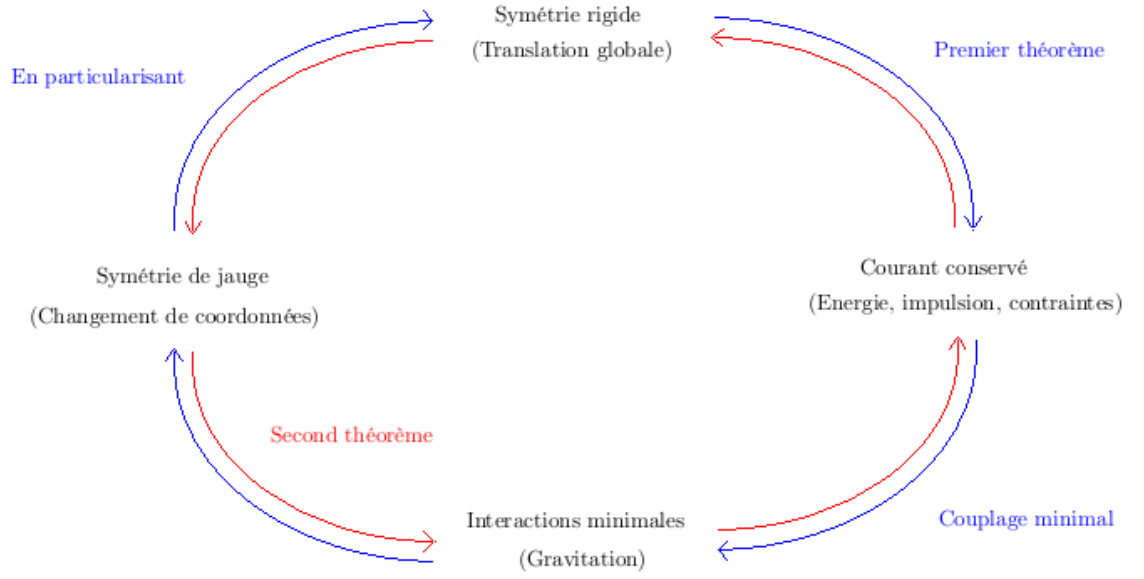 Symétrie rigide
(Translation globale)
En particularisant
Premier théorème
Symétrie de jauge
(Changement de coordonnées)
Courant conservé
(Energie, impulsion, contraintes)
Second théorème
Interactions minimales
(Gravitation)
Couplage minimal